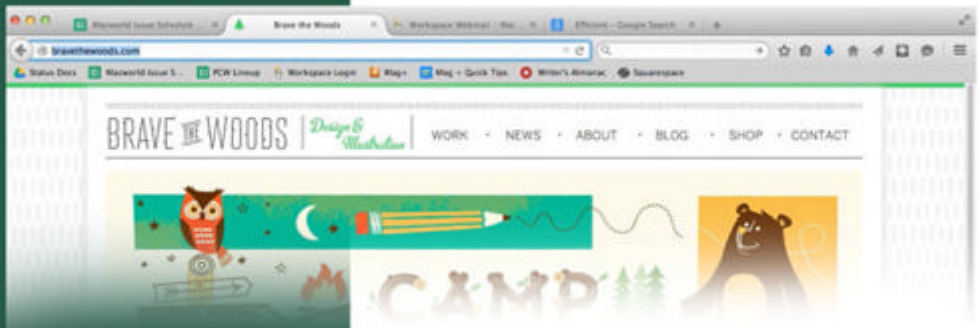 Macworld Issue Schedule ...
Brave the Woods
Workspace Webmail :: Mai...
Efficient - Google Search
bravethewoods.com
Status Docs
Macworld Issue S...
PCW Lineup
Workspace Login
Mag+
Mag + Quick Tips
Writer's Almanac
Squarespace
BRAVE THE WOODS
Design &
Illustration
WORK · NEWS · ABOUT · BLOG · SHOP · CONTACT
CAMP